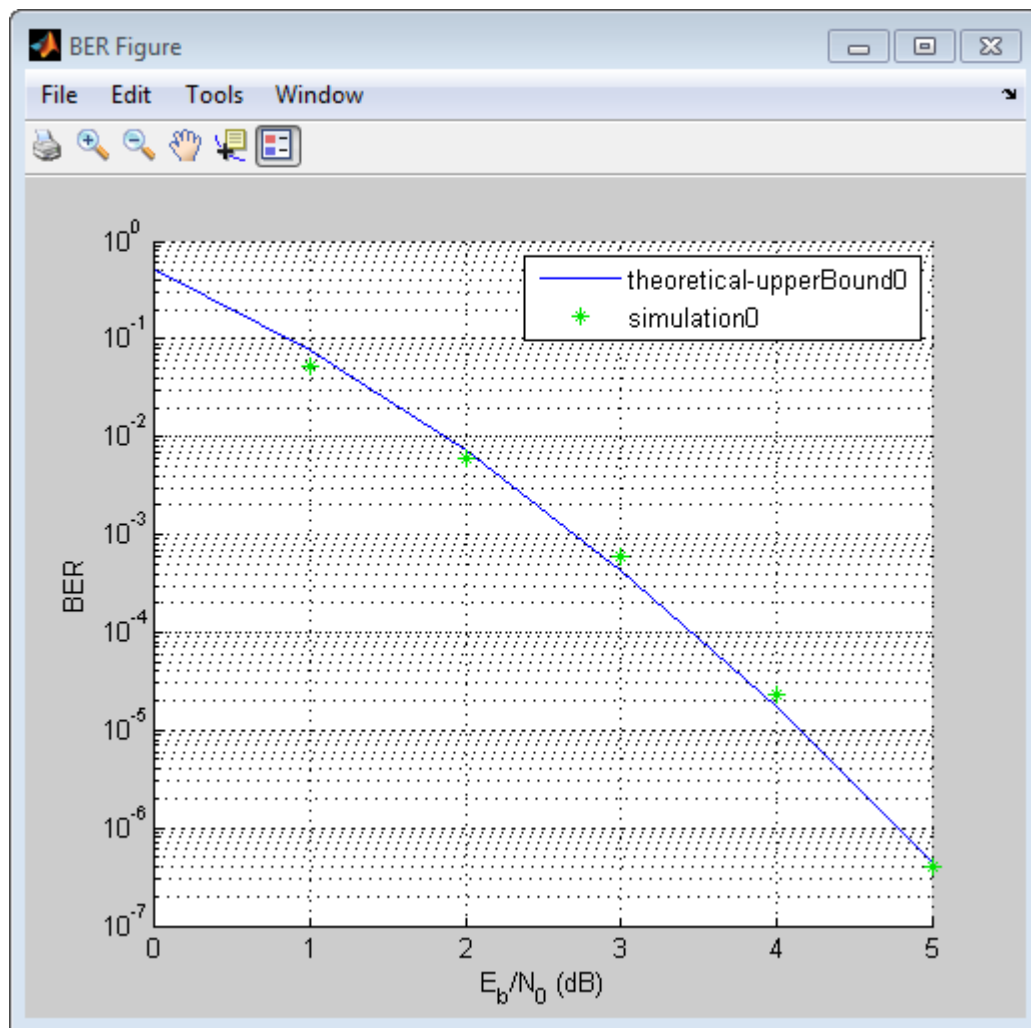 BER Figure
File Edit Tools Window
10^0
10^-1
10^-2
10^-3
10^-4
10^-5
10^-6
10^-7
BER
theoretical-upperBound0
simulation0
0 1 2 3 4 5
E_b/N_0 (dB)